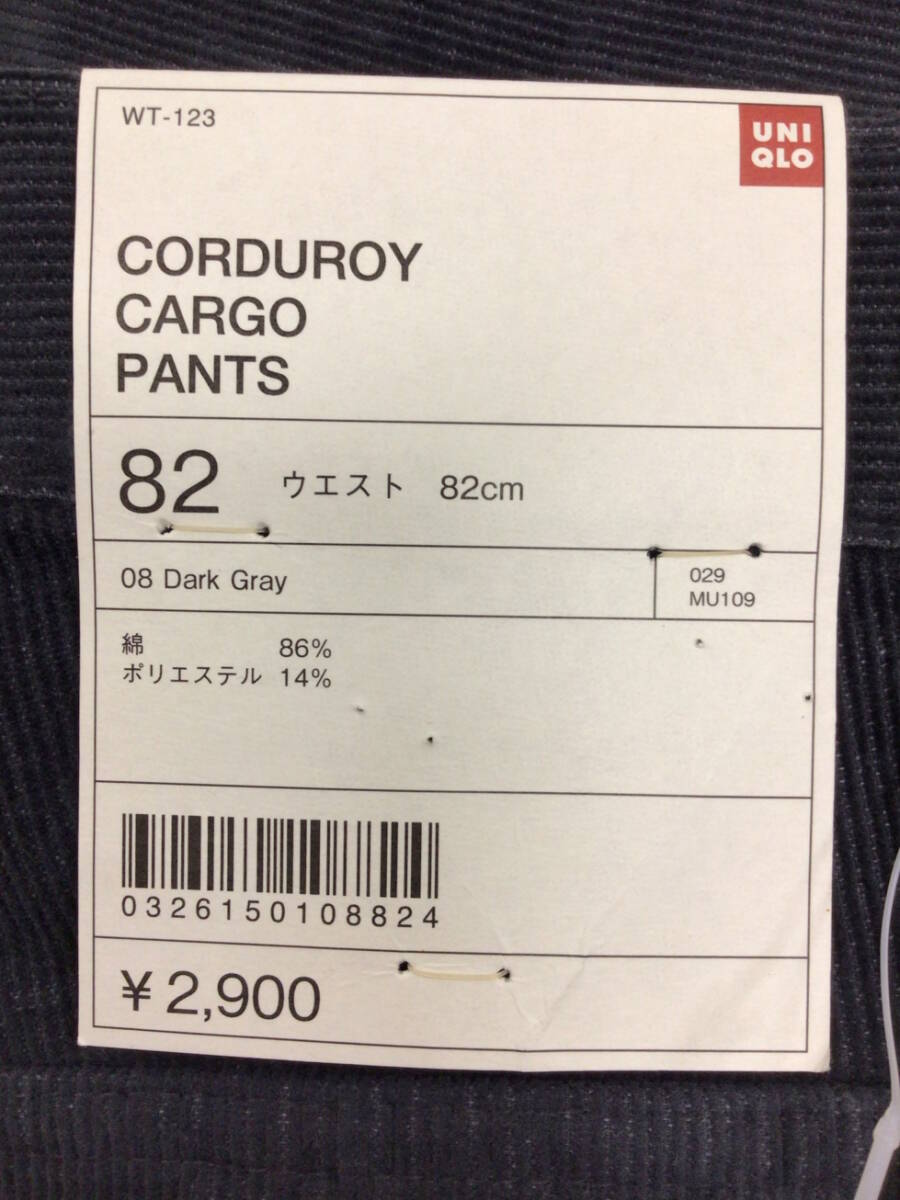 WT-123
UNI
QLO
CORDUROY
CARGO
PANTS
82 ウエスト 82cm
08 Dark Gray
029
MU109
綿 86%
ポリエステル 14%
0326150108824
¥2,900